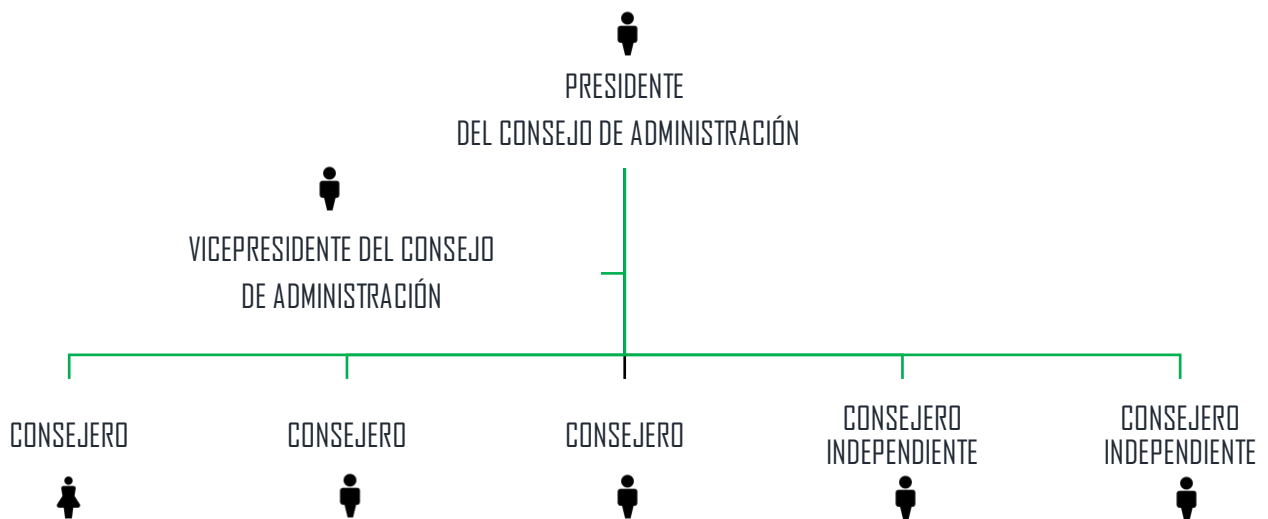 PRESIDENTE
DEL CONSEJO DE ADMINISTRACIÓN
VICEPRESIDENTE DEL CONSEJO
DE ADMINISTRACIÓN
CONSEJERO
CONSEJERO
CONSEJERO
CONSEJERO
INDEPENDIENTE
CONSEJERO
INDEPENDIENTE